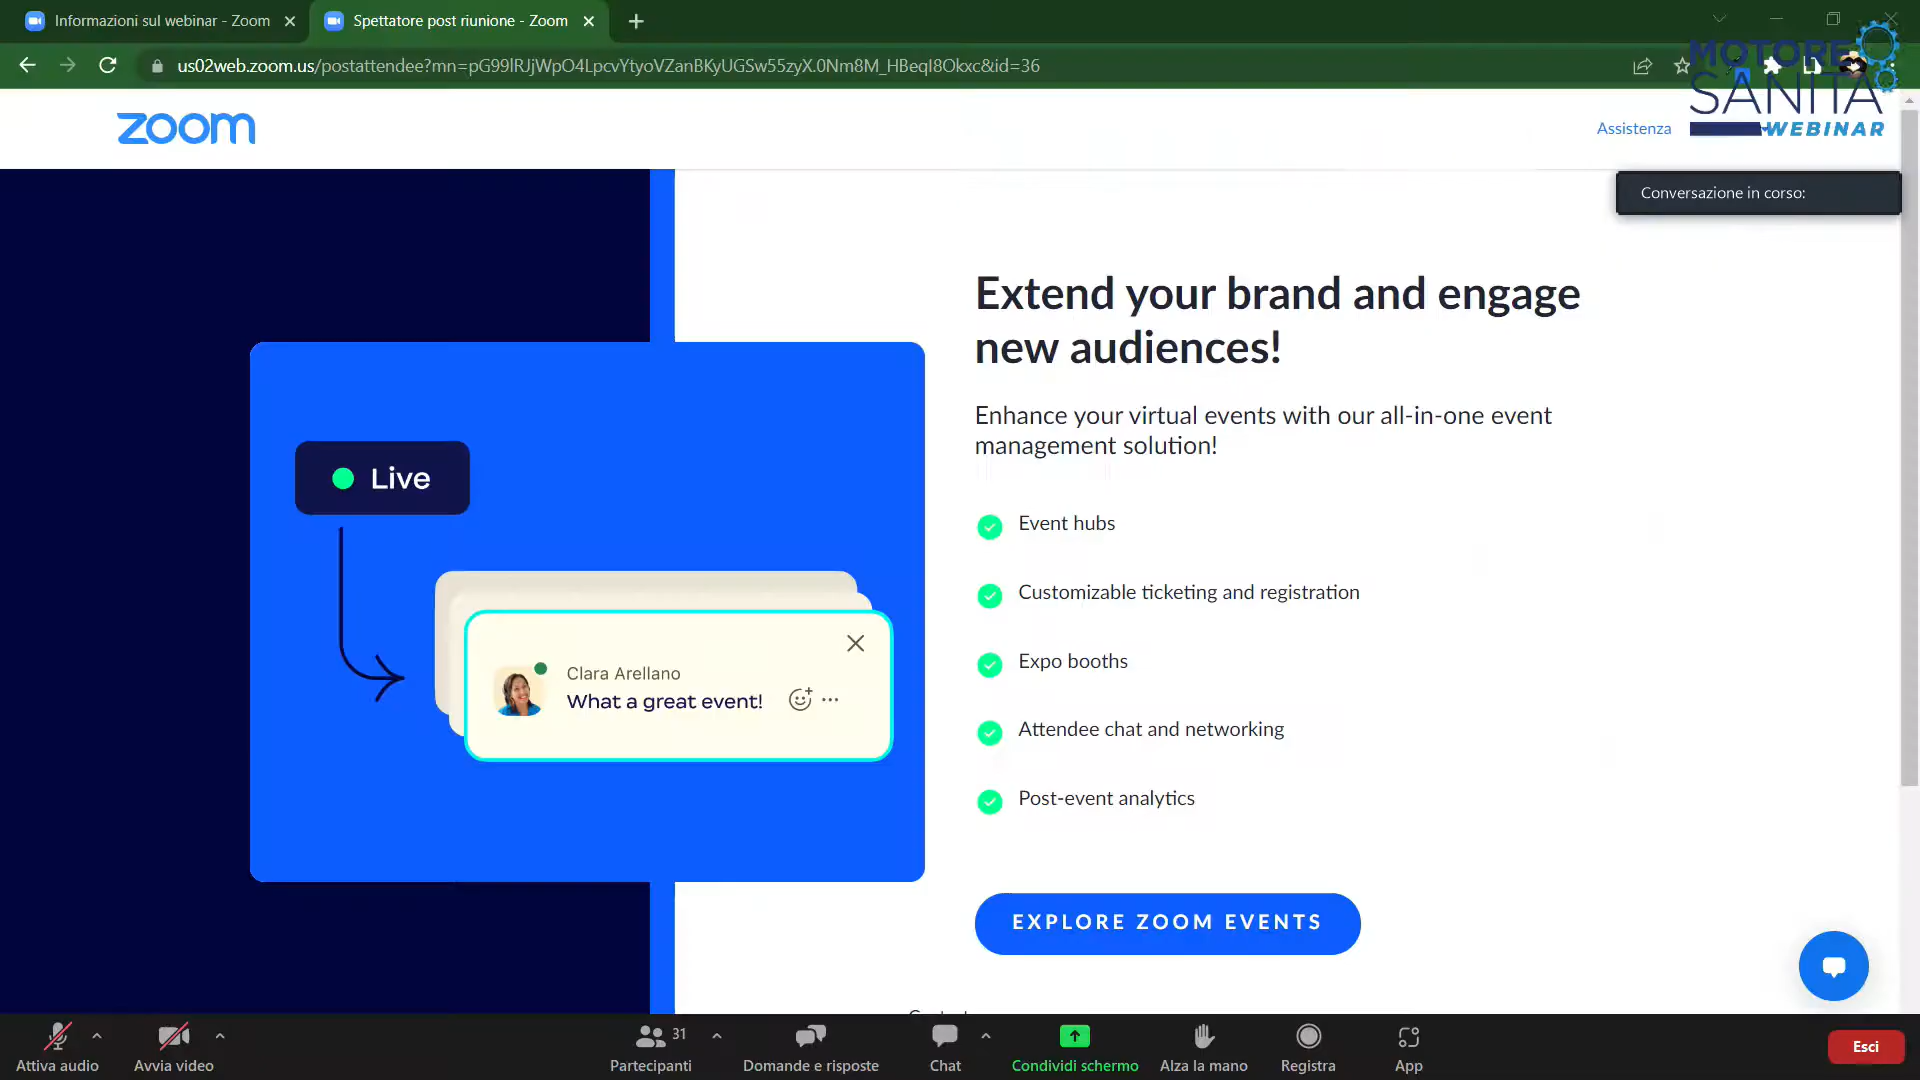 Informazioni sul webinar - Zoom
Spettatore post riunione - Zoom
us02web.zoom.us/postattendee?mn=pG99lRJjWpO4LpcvYtyoVZanBKyUGSw55zyX.0Nm8M_HBeqI8Okxc&id=36
MOTORE
SANITÀ
WEBINAR
zoom
Assistenza
Conversazione in corso:
Extend your brand and engage
new audiences!
Enhance your virtual events with our all-in-one event
management solution!
Live
Event hubs
Customizable ticketing and registration
Expo booths
Clara Arellano
What a great event!
Attendee chat and networking
Post-event analytics
EXPLORE ZOOM EVENTS
31
Attiva audio
Avvia video
Partecipanti
Domande e risposte
Chat
Condividi schermo
Alza la mano
Registra
App
Esci